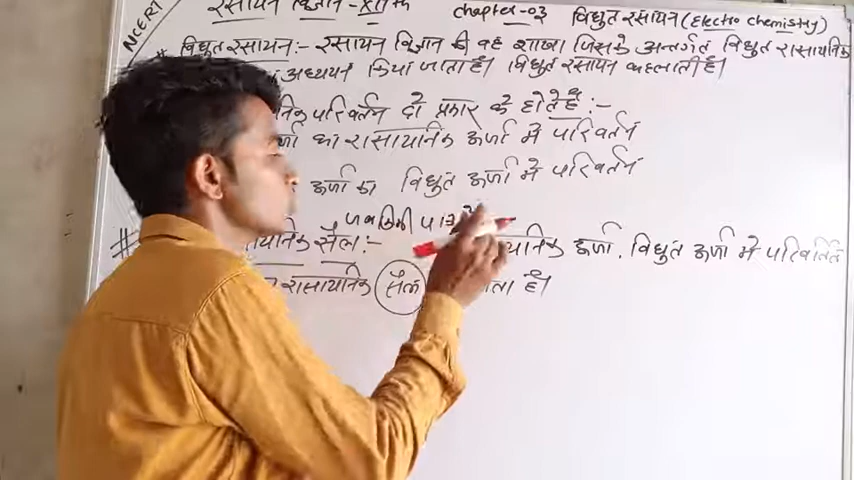 NCERT रसायन विज्ञान - XIIth chapter-03 विद्युत रसायन (Electro chemistry)
* विद्युत रसायन:- रसायन विज्ञान की वह शाखा जिसके अन्तर्गत विद्युत रासायनिक
अध्ययन किया जाता है। विद्युत रसायन कहलाती है।
परिवर्तन दो प्रकार के होते है:-
का रासायनिक ऊर्जा में परिवर्तन
ऊर्जा का विद्युत ऊर्जा में परिवर्तन
जब किसी
# सैल:- ऊर्जा. विद्युत ऊर्जा में परिवर्तित
रासायनिक सैल है।